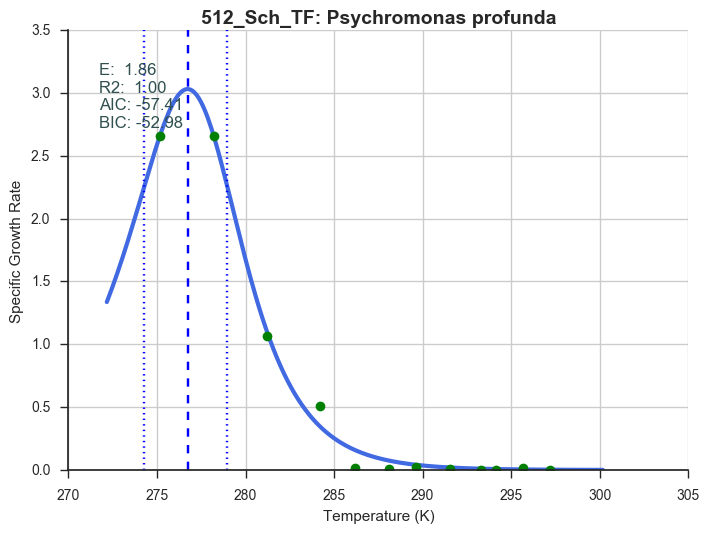 512_Sch_TF: Psychromonas profunda
3.5
3.0
2.5
2.0
1.5
1.0
0.5
0.0
Specific Growth Rate
E:  1.86
R2:  1.00
AIC: -57.41
BIC: -52.98
270 275 280 285 290 295 300 305
Temperature (K)